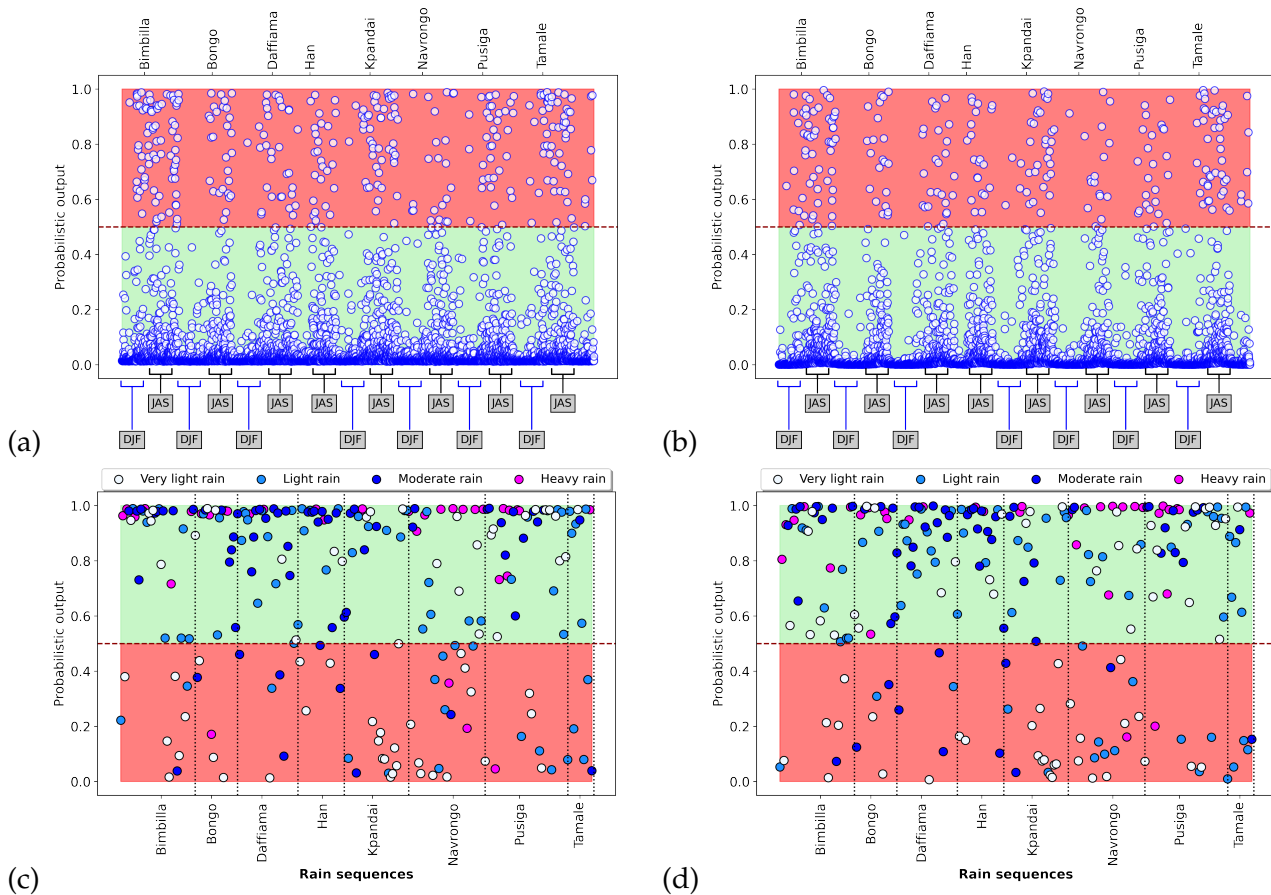 Bimbilla Bongo Daffiama Han Kpandai Navrongo Pusiga Tamale
Probabilistic output
1.0
0.8
0.6
0.4
0.2
0.0
JAS JAS JAS JAS JAS JAS JAS JAS
DJF DJF DJF DJF DJF DJF DJF
(a)
Bimbilla Bongo Daffiama Han Kpandai Navrongo Pusiga Tamale
Probabilistic output
1.0
0.8
0.6
0.4
0.2
0.0
JAS JAS JAS JAS JAS JAS JAS JAS
DJF DJF DJF DJF DJF DJF DJF
(b)
Very light rain Light rain Moderate rain Heavy rain
Probabilistic output
1.0
0.8
0.6
0.4
0.2
0.0
Bimbilla Bongo Daffiama Han Kpandai Navrongo Pusiga Tamale
Rain sequences
(c)
Very light rain Light rain Moderate rain Heavy rain
Probabilistic output
1.0
0.8
0.6
0.4
0.2
0.0
Bimbilla Bongo Daffiama Han Kpandai Navrongo Pusiga Tamale
Rain sequences
(d)